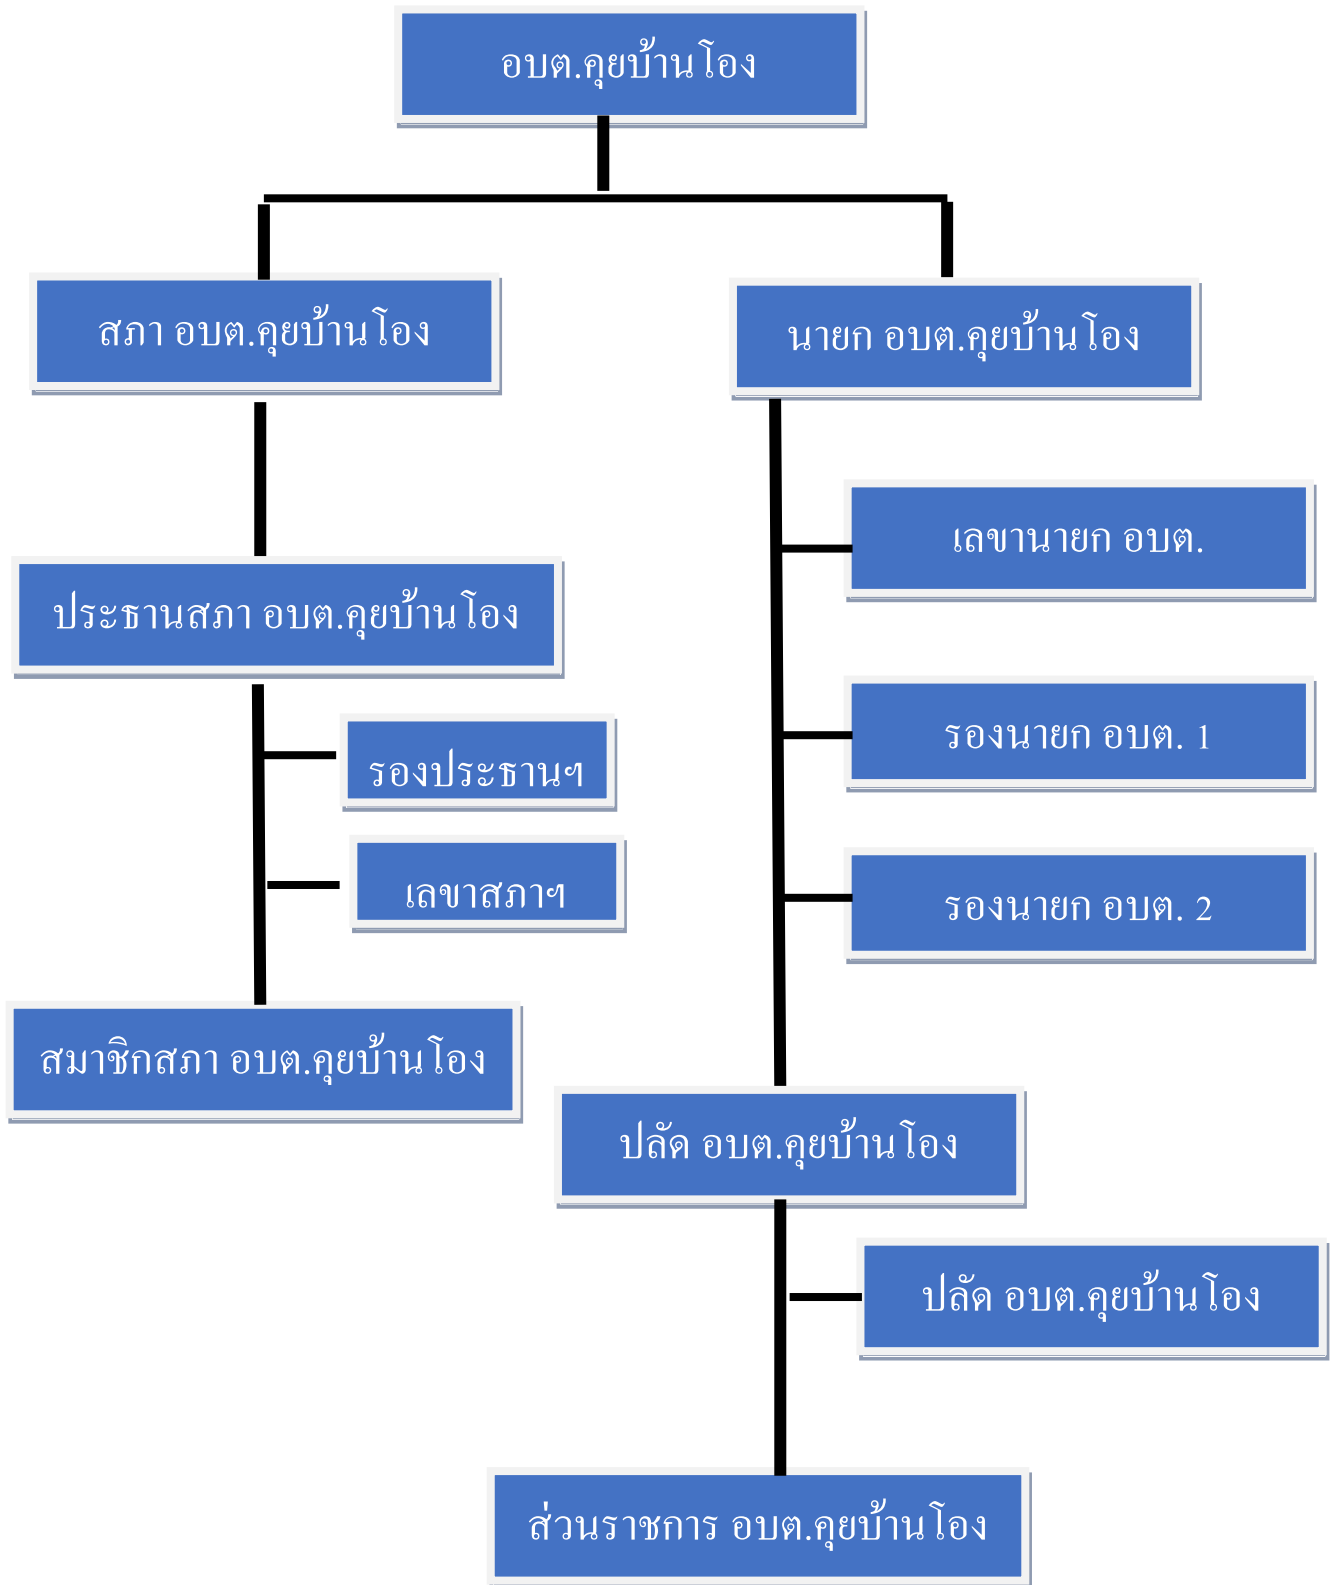 อบต.คุยบ้านโอง
สภา อบต.คุยบ้านโอง
นายก อบต.คุยบ้านโอง
เลขานายก อบต.
ประธานสภา อบต.คุยบ้านโอง
รองนายก อบต. 1
รองประธานฯ
เลขาสภาฯ
รองนายก อบต. 2
สมาชิกสภา อบต.คุยบ้านโอง
ปลัด อบต.คุยบ้านโอง
ปลัด อบต.คุยบ้านโอง
ส่วนราชการ อบต.คุยบ้านโอง